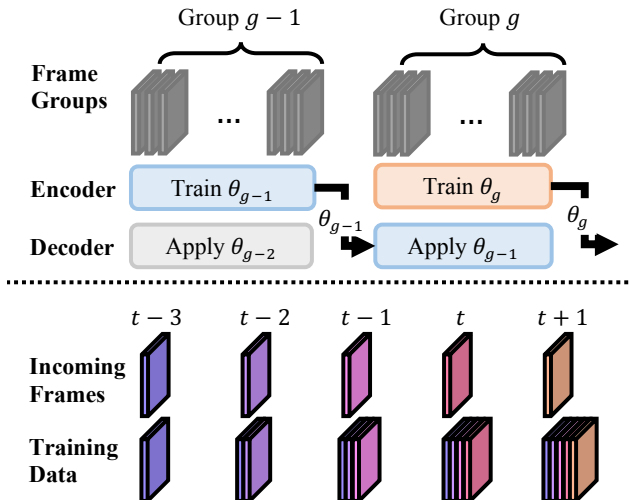 Group g − 1 Group g
Frame Groups
... ...
Encoder Train θ_{g−1} Train θ_g
θ_{g−1} θ_g
Decoder Apply θ_{g−2} Apply θ_{g−1}
t − 3 t − 2 t − 1 t t + 1
Incoming Frames
Training Data